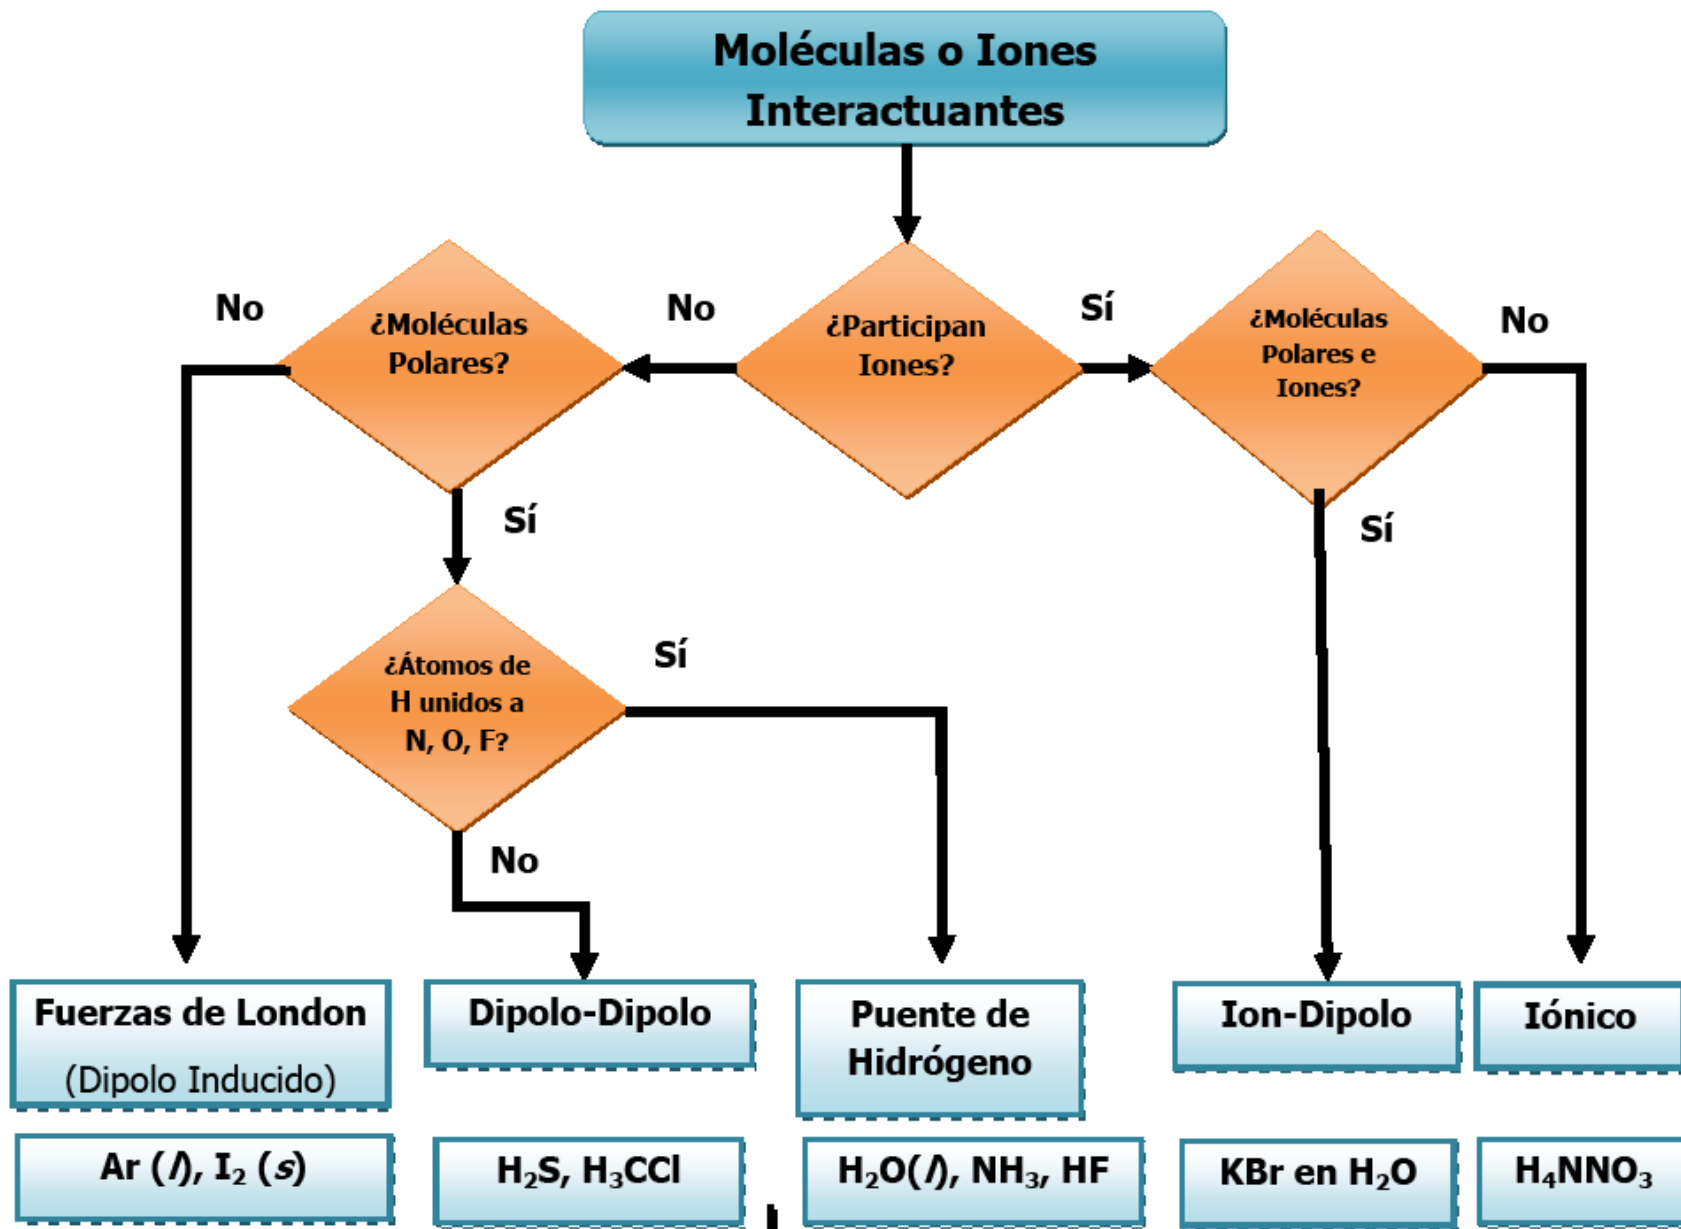 Moléculas o Iones
Interactuantes
No
¿Moléculas
Polares?
No
¿Participan
Iones?
Sí
¿Moléculas
Polares e
Iones?
No
Sí
Sí
¿Átomos de
H unidos a
N, O, F?
Sí
No
Fuerzas de London
(Dipolo Inducido)
Dipolo-Dipolo
Puente de
Hidrógeno
Ion-Dipolo
Iónico
Ar (l), I₂ (s)
H₂S, H₃CCl
H₂O(l), NH₃, HF
KBr en H₂O
H₄NNO₃